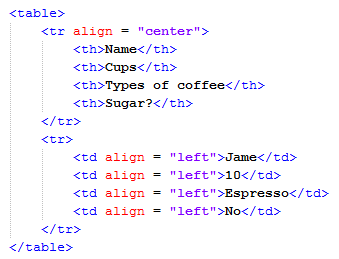 <table>
<tr align = "center">
<th>Name</th>
<th>Cups</th>
<th>Types of coffee</th>
<th>Sugar?</th>
</tr>
<tr>
<td align = "left">Jame</td>
<td align = "left">10</td>
<td align = "left">Espresso</td>
<td align = "left">No</td>
</tr>
</table>